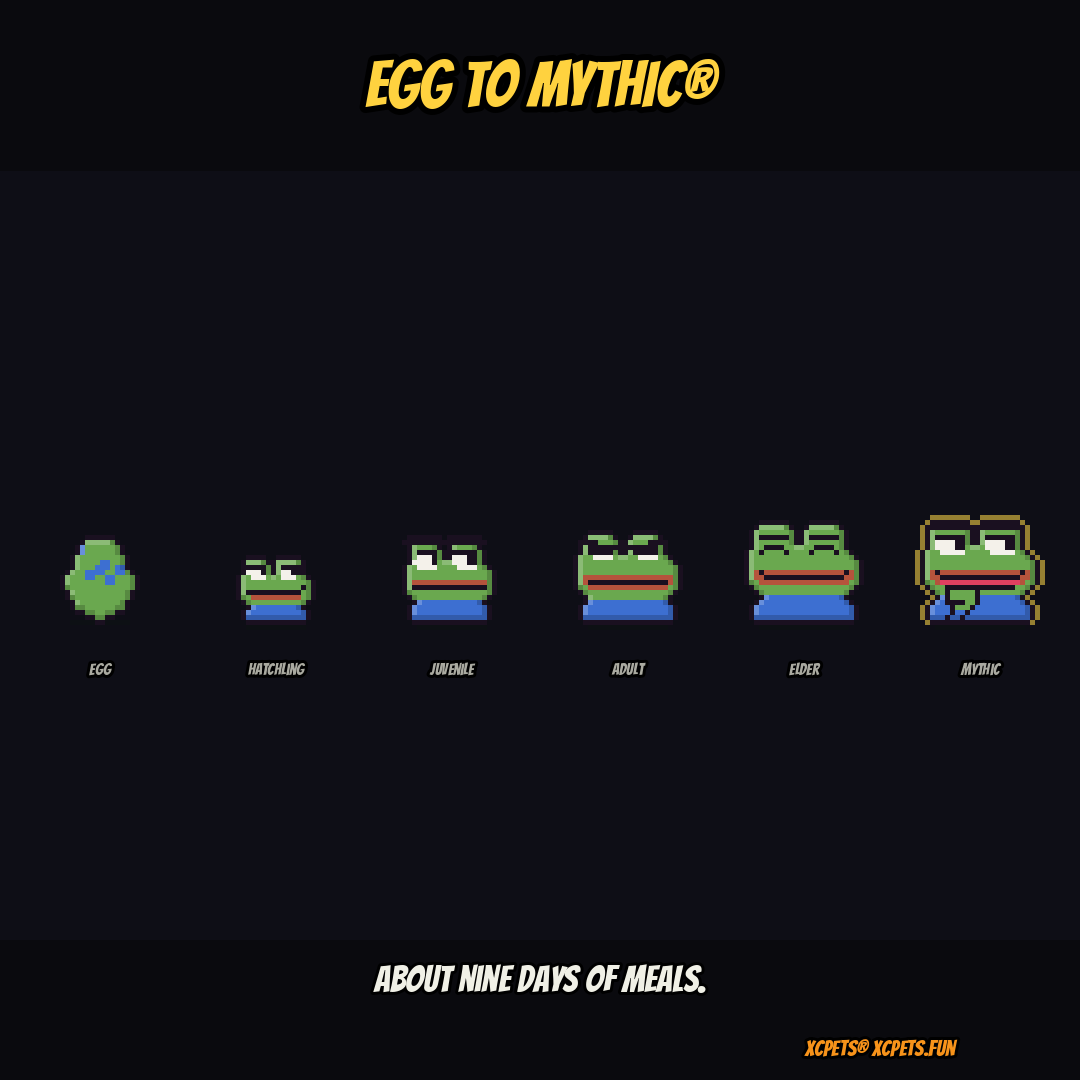 EGG TO MYTHIC®
EGG
HATCHLING
JUVENILE
ADULT
ELDER
MYTHIC
ABOUT NINE DAYS OF MEALS.
XCPETS® XCPETS.FUN